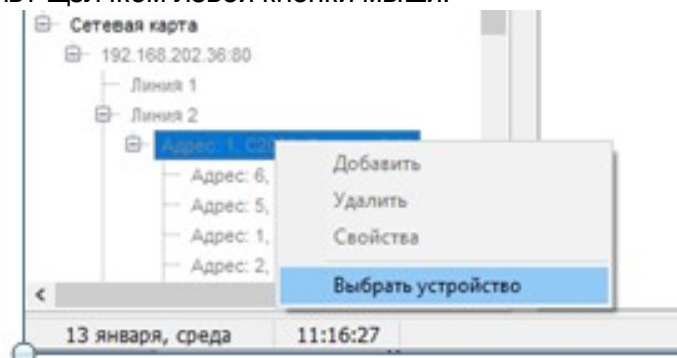 щелчком левой кнопки мыши.
Сетевая карта
192.168.202.36:80
Линия 1
Линия 2
Адрес: 1, С20
Адрес: 6,
Адрес: 5,
Адрес: 1,
Адрес: 2,
Добавить
Удалить
Свойства
Выбрать устройство
13 января, среда 11:16:27